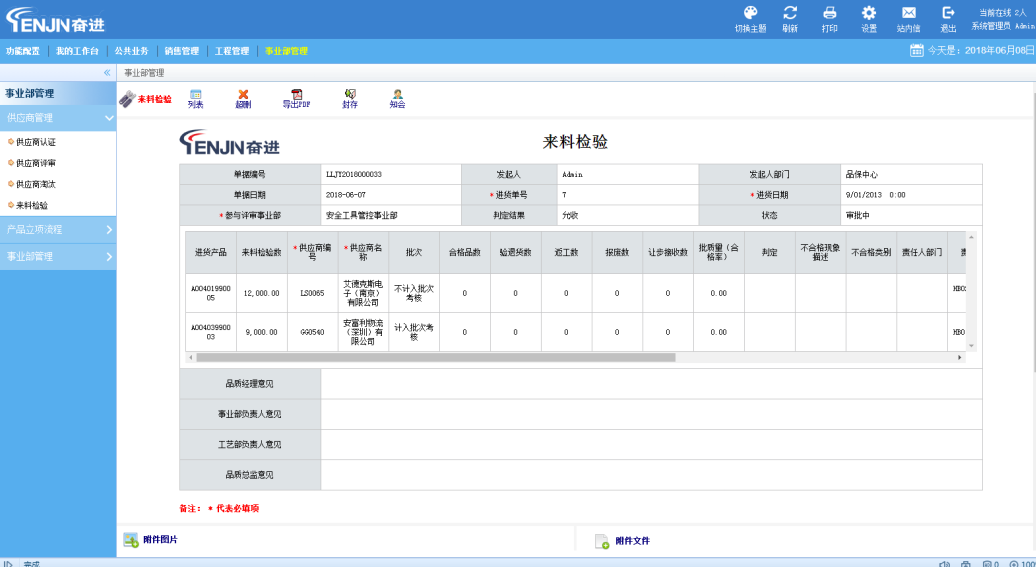 TENJIN奋进
切换主题 刷新 打印 设置 站内信 退出
当前在线 2人
系统管理员 Admin
功能配置 我的工作台 公共业务 销售管理 工程管理 事业部管理
今天是：2018年06月08日
事业部管理
事业部管理
供应商管理
供应商认证
供应商评审
供应商淘汰
来料检验
产品立项流程
事业部管理
来料检验 列表 超删 导出PDF 封存 知会
TENJIN奋进
来料检验
单据编号 LLJY2018000033 发起人 Admin 发起人部门 品保中心
单据日期 2018-06-07 * 进货单号 7 * 进货日期 9/01/2013 0:00
* 参与评审事业部 安全工具管控事业部 判定结果 允收 状态 审批中
进货产品 来料检验数 * 供应商编号 * 供应商名称 批次 合格品数 验退货数 返工数 报废数 让步接收数 批质量（合格率） 判定 不合格现象描述 不合格类别 责任人部门
A00401990005 12,000.00 LS0065 艾德克斯电子（南京）有限公司 不计入批次考核 0 0 0 0 0 0.00
A00403990003 9,000.00 GG0540 安富利物流（深圳）有限公司 计入批次考核 0 0 0 0 0 0.00
品质经理意见
事业部负责人意见
工艺部负责人意见
品质总监意见
备注： * 代表必填项
附件图片
附件文件
完成
0
100